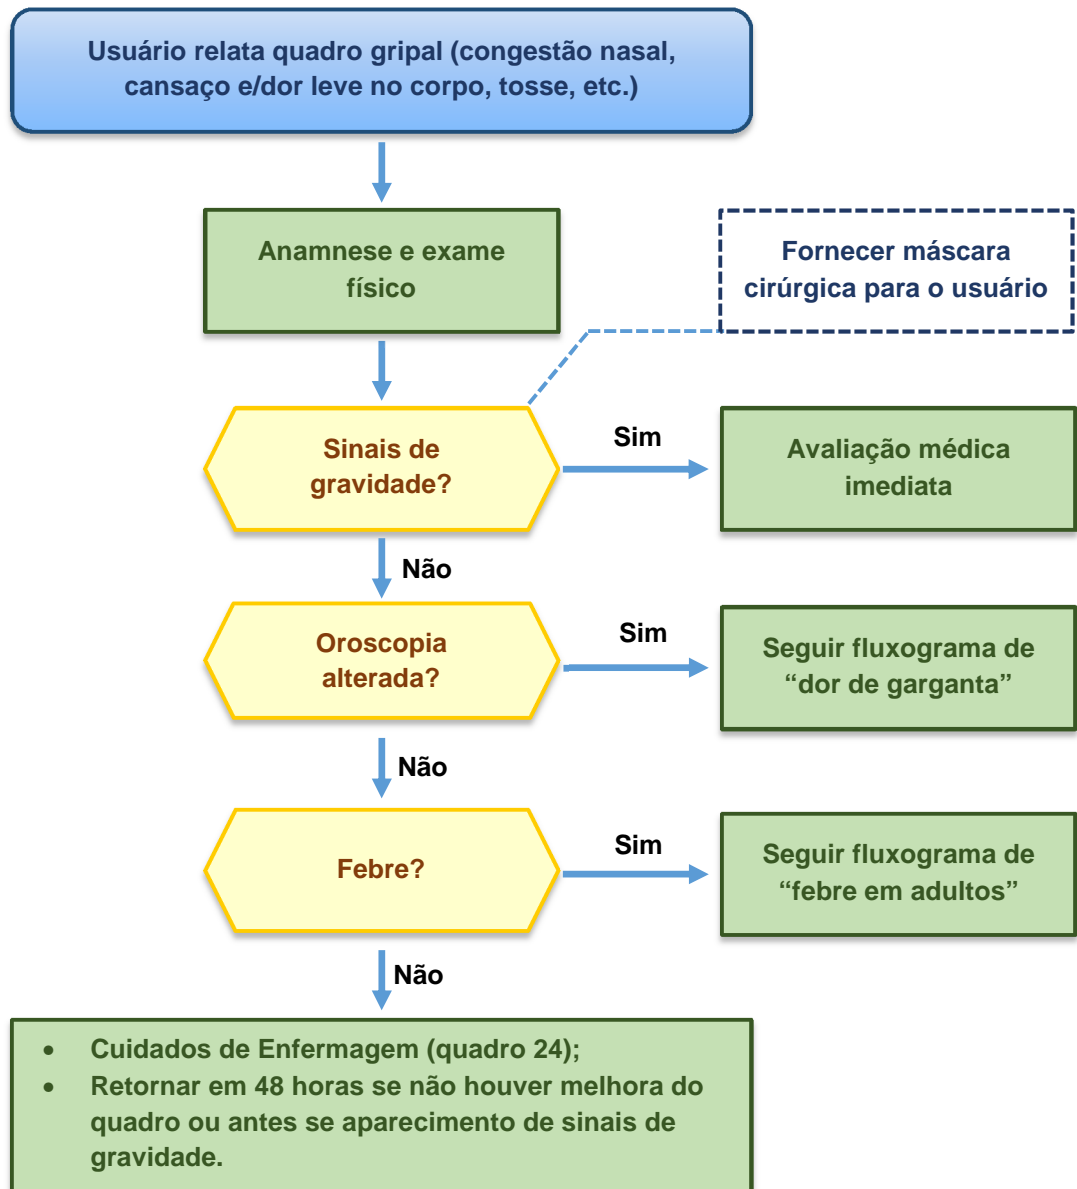 Usuário relata quadro gripal (congestão nasal,
cansaço e/dor leve no corpo, tosse, etc.)
Anamnese e exame
físico
Fornecer máscara
cirúrgica para o usuário
Sinais de
gravidade?
Sim
Avaliação médica
imediata
Não
Oroscopia
alterada?
Sim
Seguir fluxograma de
“dor de garganta”
Não
Febre?
Sim
Seguir fluxograma de
“febre em adultos”
Não
• Cuidados de Enfermagem (quadro 24);
• Retornar em 48 horas se não houver melhora do
quadro ou antes se aparecimento de sinais de
gravidade.